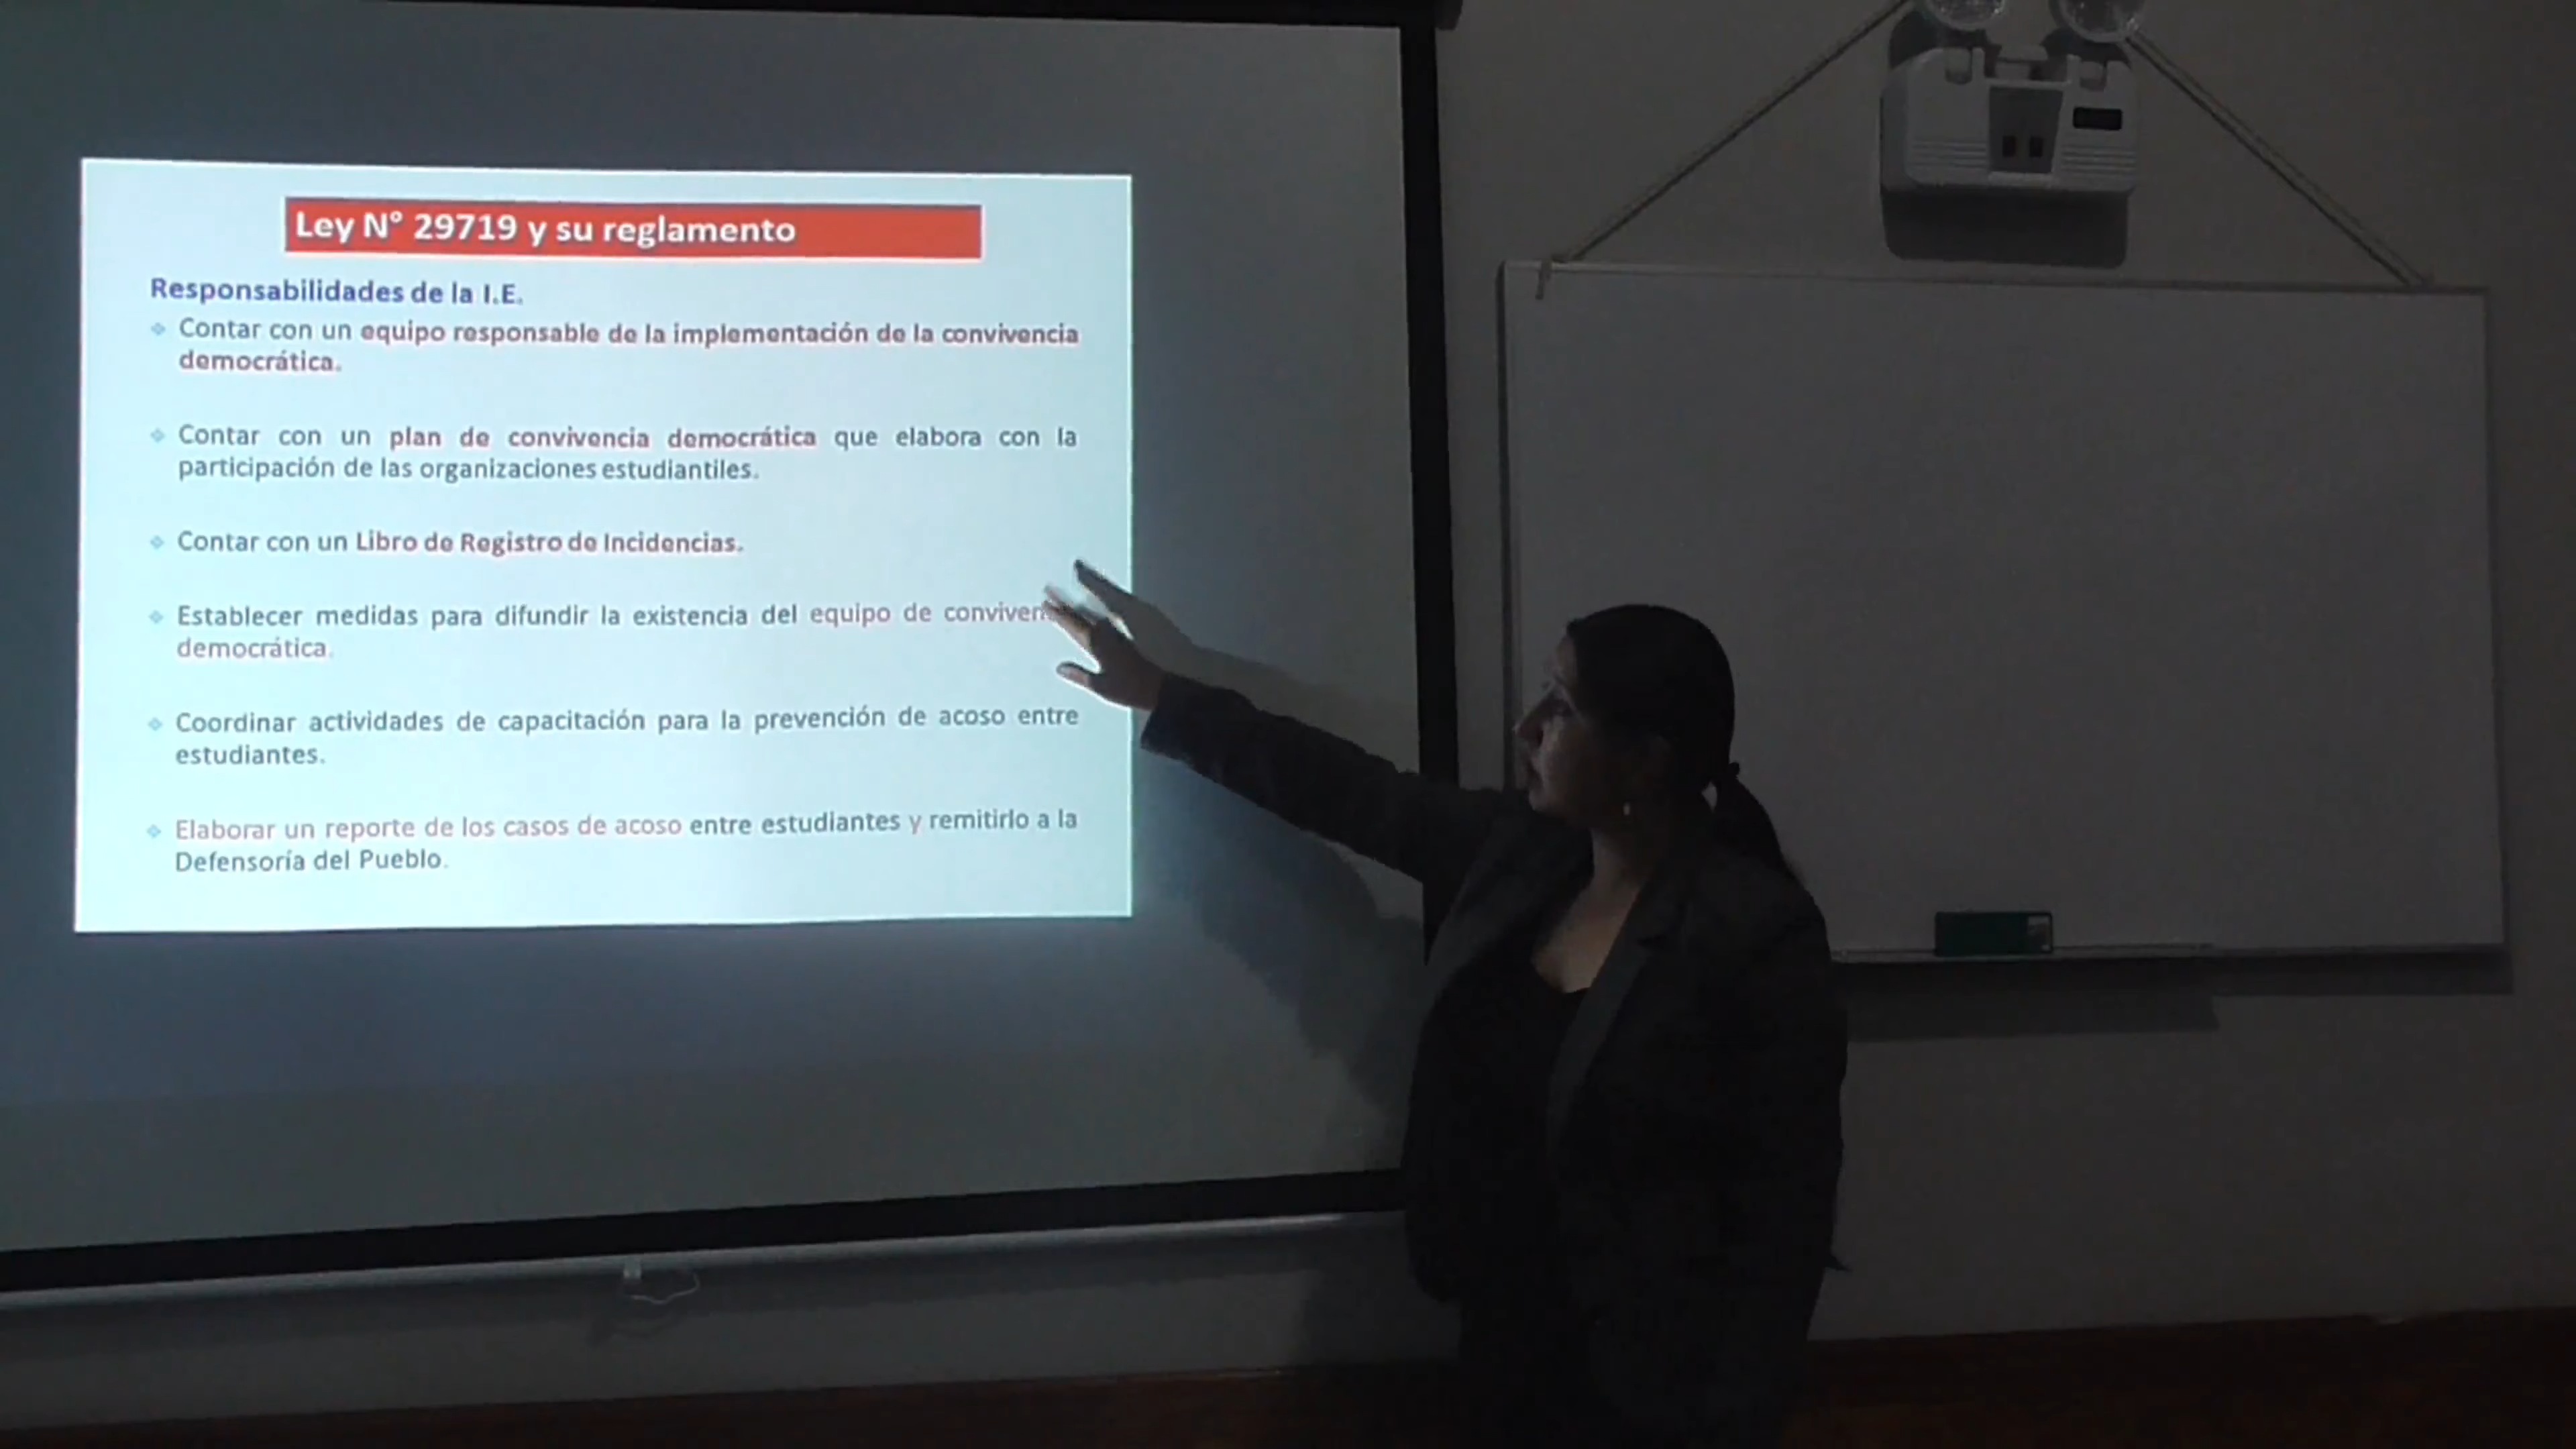 Ley N° 29719 y su reglamento
Responsabilidades de la I.E.
Contar con un equipo responsable de la implementación de la convivencia
democrática.
Contar con un plan de convivencia democrática que elabora con la
participación de las organizaciones estudiantiles.
Contar con un Libro de Registro de Incidencias.
Establecer medidas para difundir la existencia del equipo de
democrática.
Coordinar actividades de capacitación para la prevención de acoso entre
estudiantes.
Elaborar un reporte de los casos de acoso entre estudiantes y remitirlo a la
Defensoría del Pueblo.